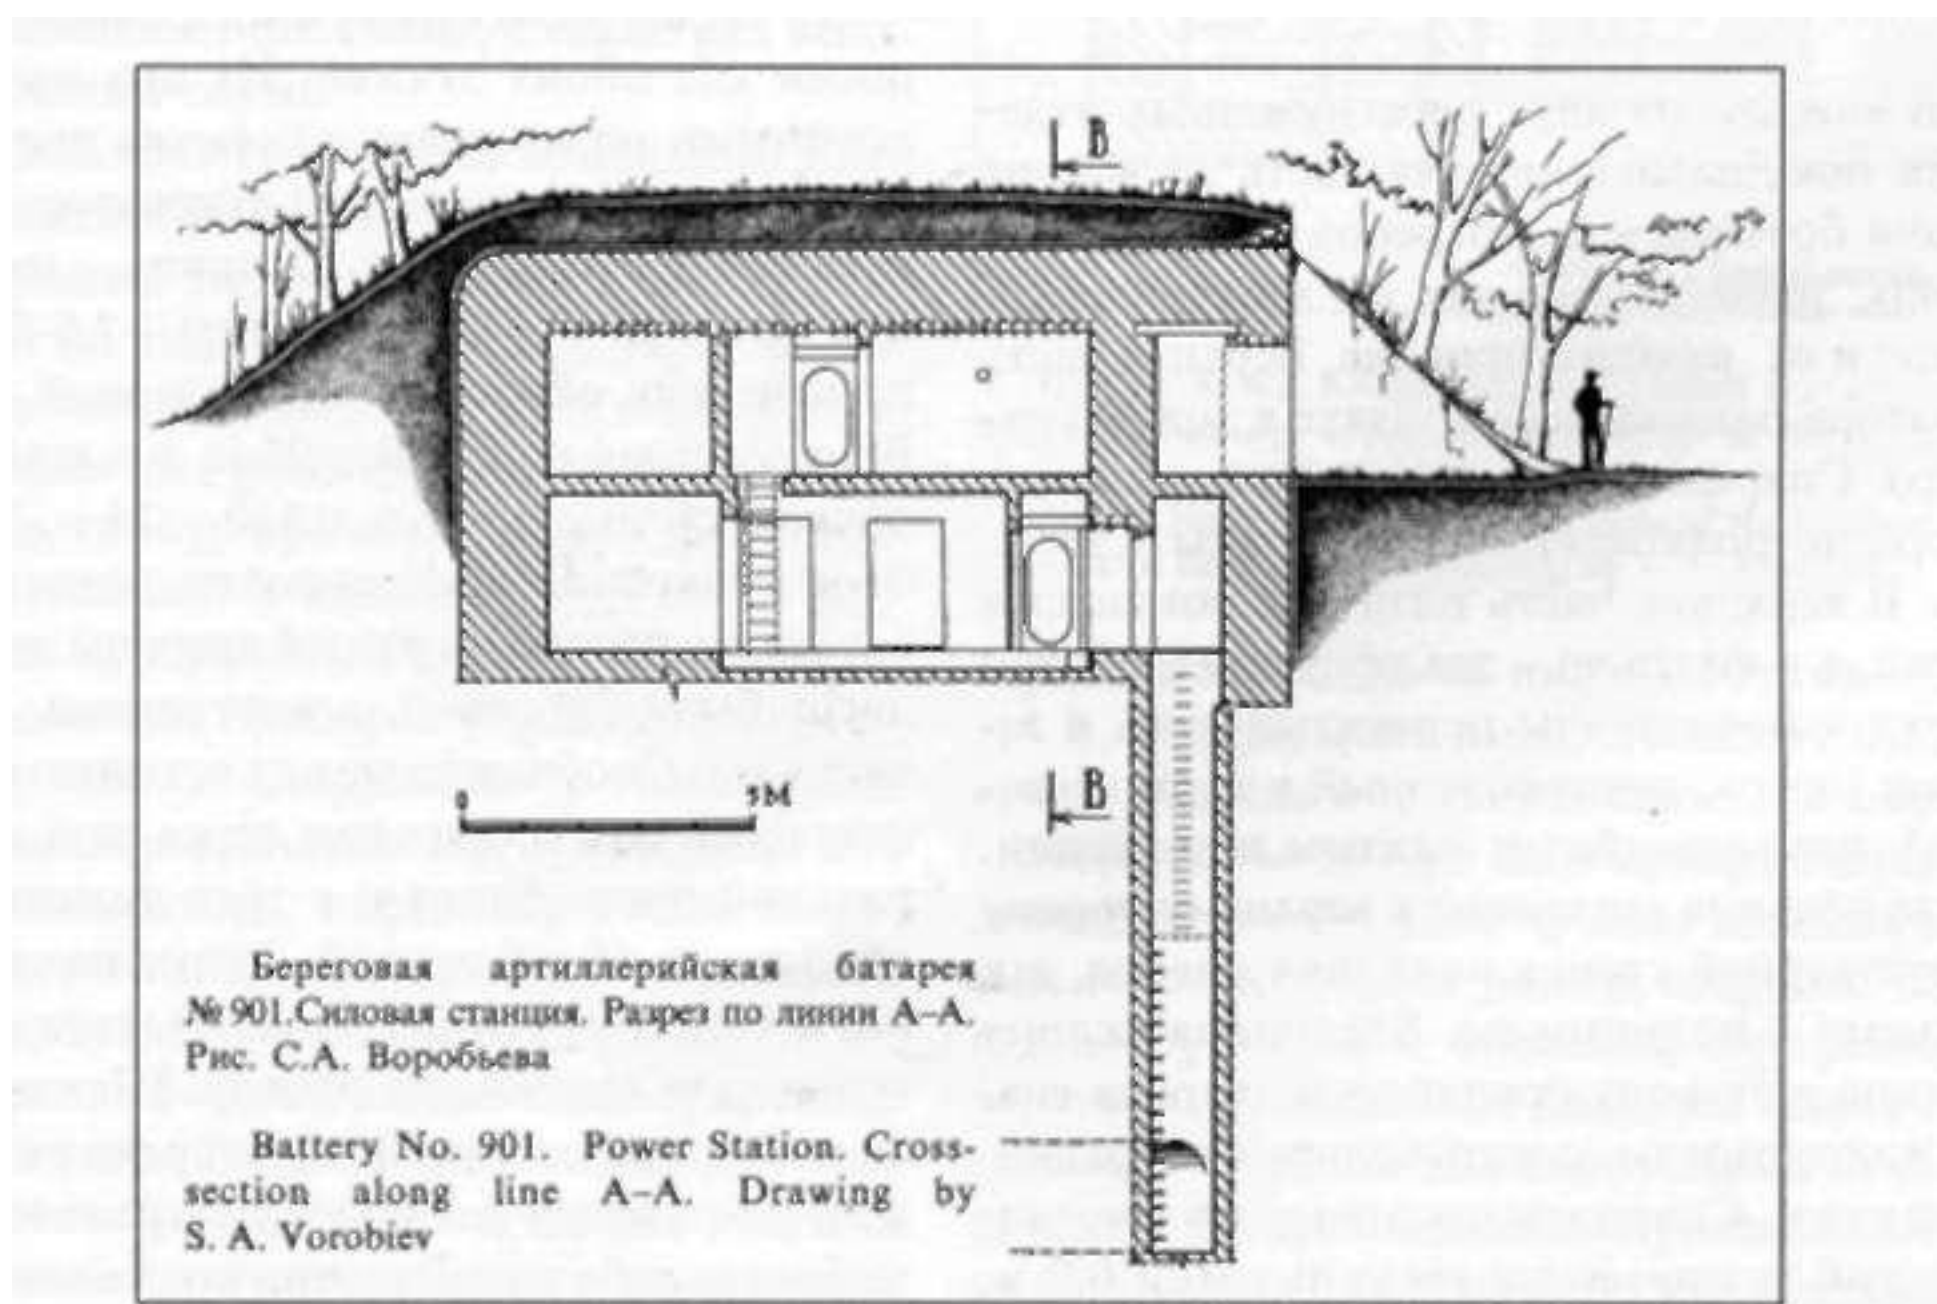 В
0 5М
В
Береговая артиллерийская батарея
№ 901.Силовая станция. Разрез по линии А–А.
Рис. С.А. Воробьева
Battery No. 901. Power Station. Cross-
section along line A–A. Drawing by
S. A. Vorobiev